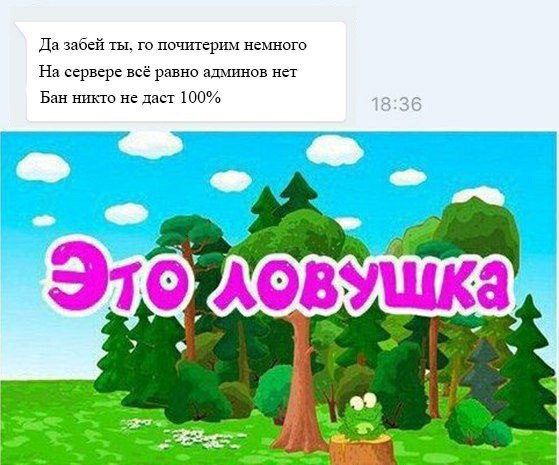 Да забей ты, го почитерим немного
На сервере всё равно админов нет
Бан никто не даст 100%
18:36
Это ловушка